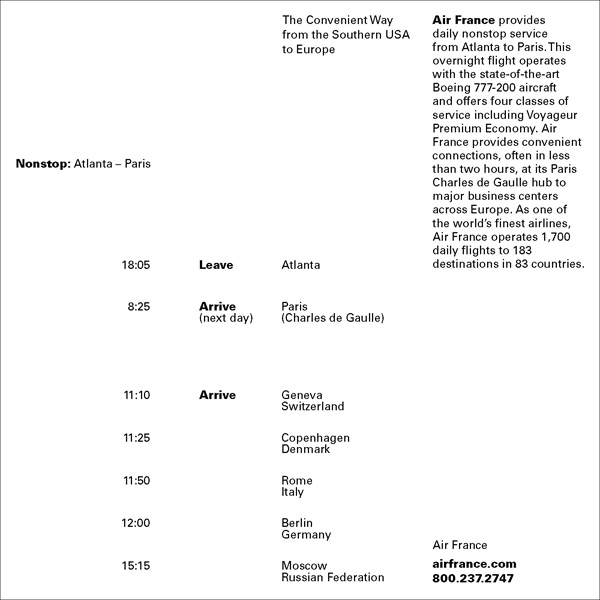 The Convenient Way
from the Southern USA
to Europe
Air France provides
daily nonstop service
from Atlanta to Paris. This
overnight flight operates
with the state-of-the-art
Boeing 777-200 aircraft
and offers four classes of
service including Voyageur
Premium Economy. Air
France provides convenient
connections, often in less
than two hours, at its Paris
Charles de Gaulle hub to
major business centers
across Europe. As one of
the world's finest airlines,
Air France operates 1,700
daily flights to 183
destinations in 83 countries.
Nonstop: Atlanta – Paris
18:05 Leave Atlanta
8:25 Arrive Paris
(next day) (Charles de Gaulle)
11:10 Arrive Geneva
Switzerland
11:25 Copenhagen
Denmark
11:50 Rome
Italy
12:00 Berlin
Germany
15:15 Moscow
Russian Federation
Air France
airfrance.com
800.237.2747